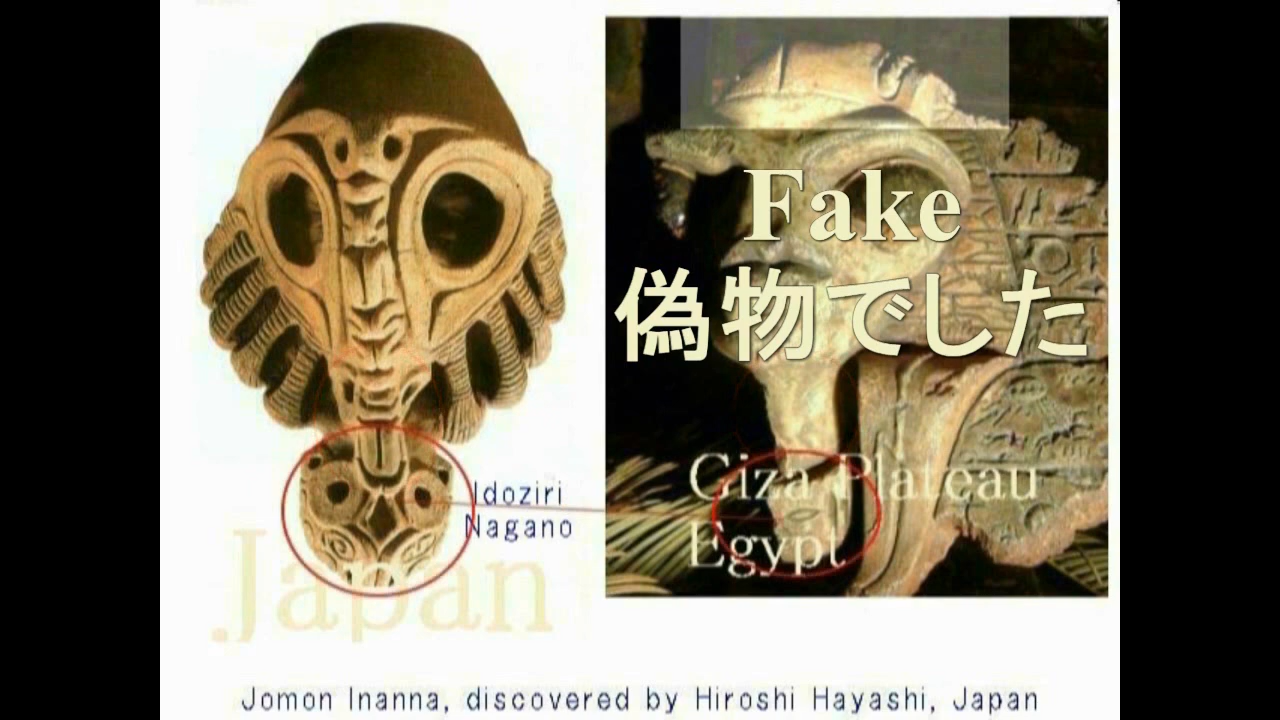 Fake
偽物でした
Idoziri
Nagano
Giza Plateau
Egypt
Japan
Jomon Inanna, discovered by Hiroshi Hayashi, Japan